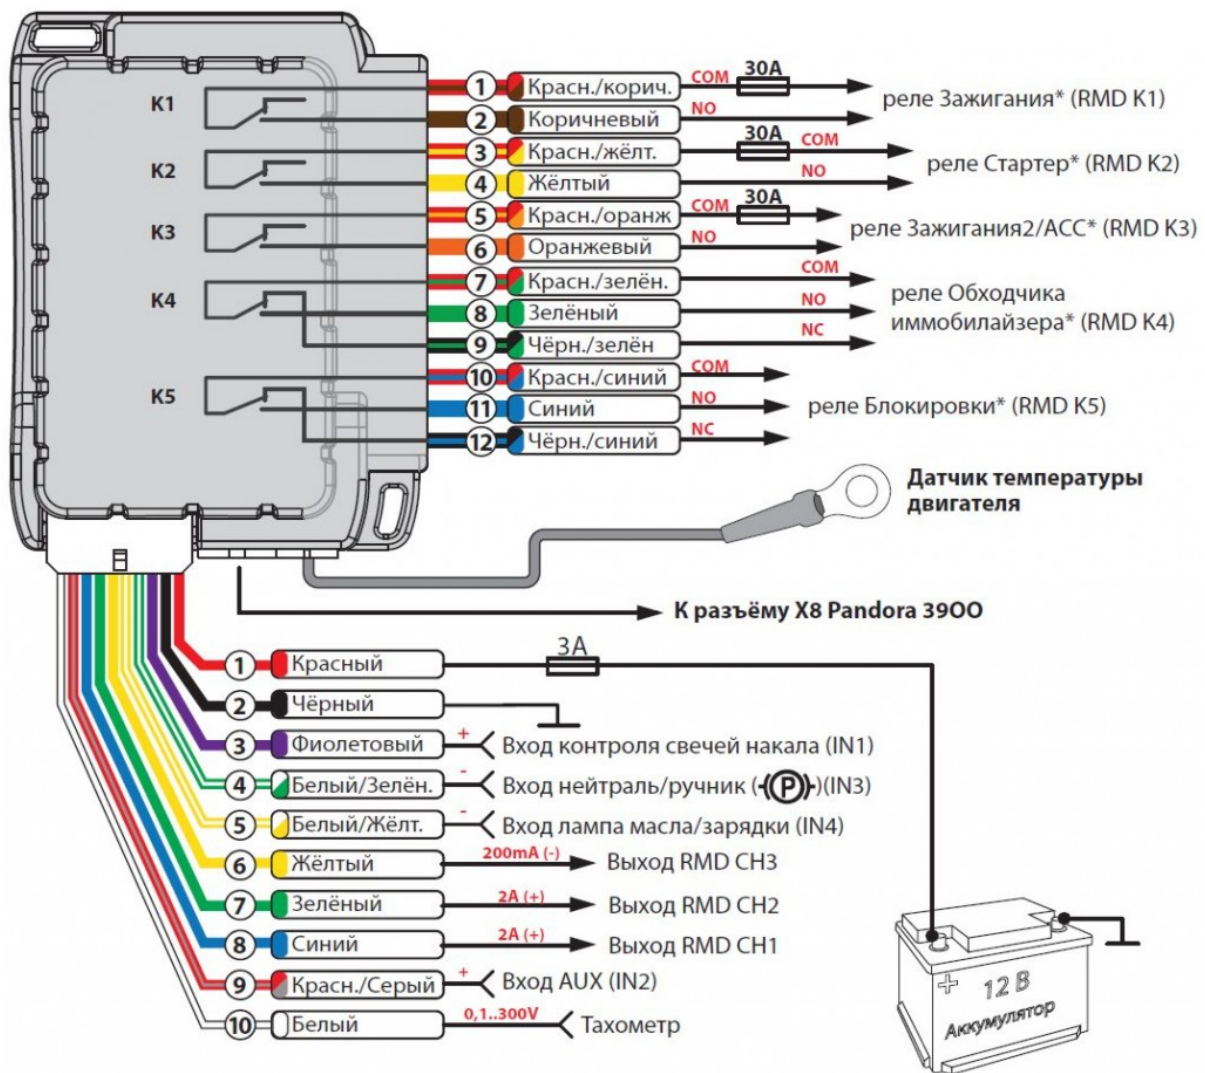 K1
K2
K3
K4
K5
1 Красн./корич. COM 30A
2 Коричневый NO
реле Зажигания* (RMD K1)
3 Красн./жёлт. 30A COM
4 Жёлтый NO
реле Стартер* (RMD K2)
5 Красн./оранж COM 30A
6 Оранжевый NO
реле Зажигания2/ACC* (RMD K3)
7 Красн./зелён. COM
8 Зелёный NO
9 Чёрн./зелён NC
реле Обходчика
иммобилайзера* (RMD K4)
10 Красн./синий COM
11 Синий NO
12 Чёрн./синий NC
реле Блокировки* (RMD K5)
Датчик температуры
двигателя
К разъёму X8 Pandora 39OO
1 Красный 3A
2 Чёрный
3 Фиолетовый + Вход контроля свечей накала (IN1)
4 Белый/Зелён. - Вход нейтраль/ручник (-(P)-)(IN3)
5 Белый/Жёлт. - Вход лампа масла/зарядки (IN4)
6 Жёлтый 200mA (-) Выход RMD CH3
7 Зелёный 2A (+) Выход RMD CH2
8 Синий 2A (+) Выход RMD CH1
9 Красн./Серый + Вход AUX (IN2)
10 Белый 0,1..300V Тахометр
+ 12 В
Аккумулятор